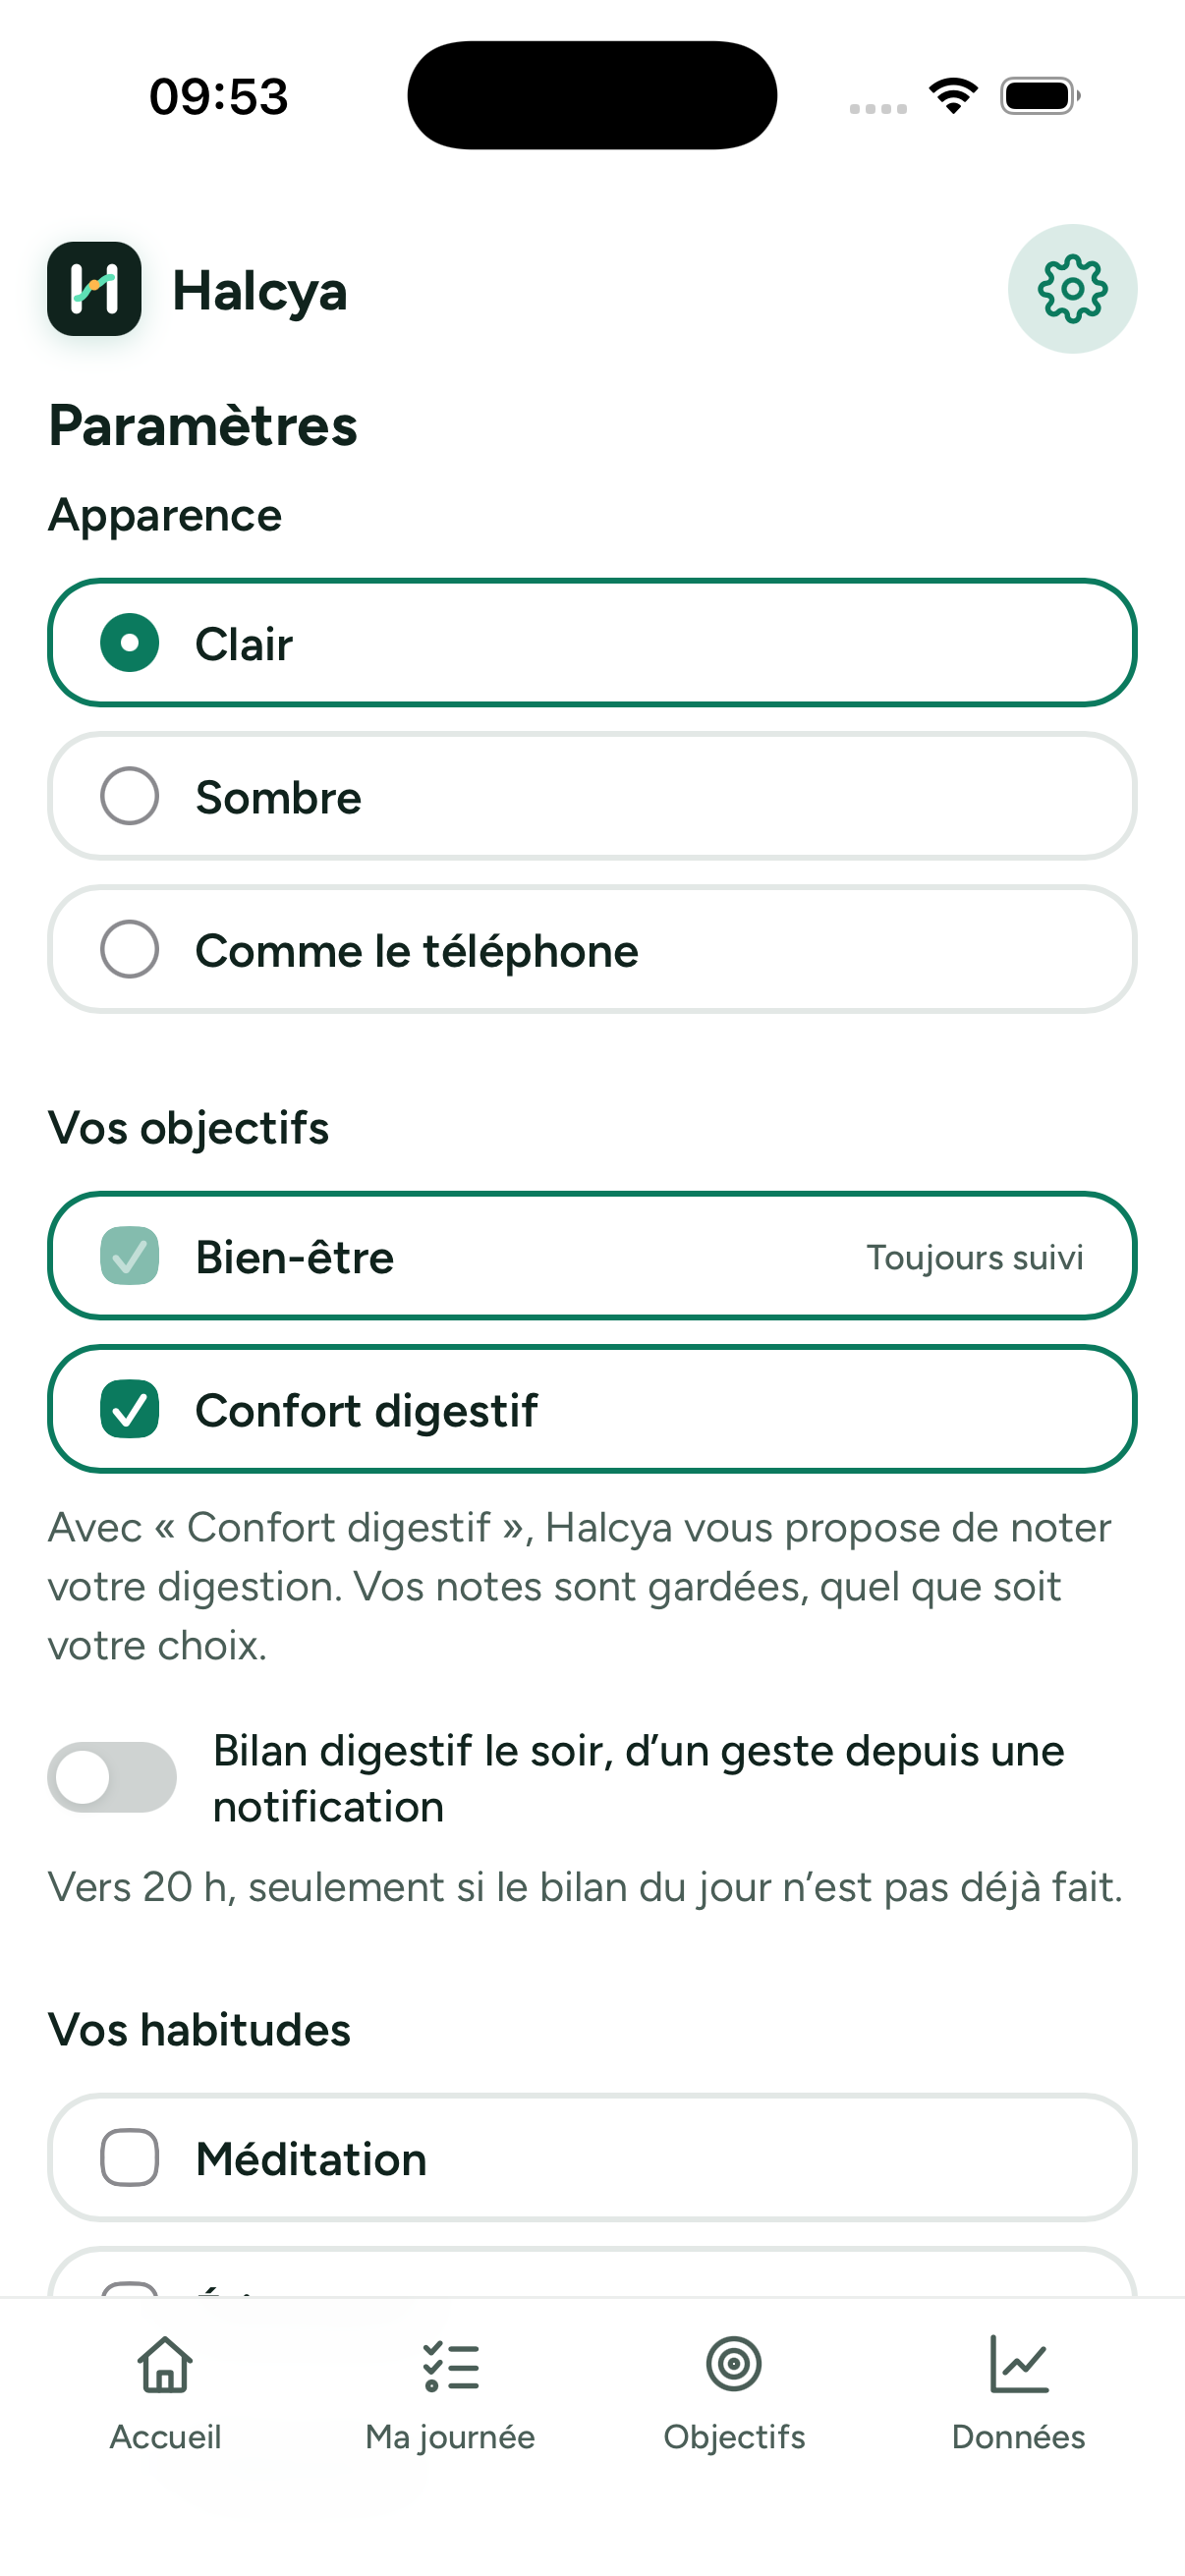 09:53
Halcya
Paramètres
Apparence
Clair
Sombre
Comme le téléphone
Vos objectifs
Bien-être
Toujours suivi
Confort digestif
Avec « Confort digestif », Halcya vous propose de noter
votre digestion. Vos notes sont gardées, quel que soit
votre choix.
Bilan digestif le soir, d’un geste depuis une
notification
Vers 20 h, seulement si le bilan du jour n’est pas déjà fait.
Vos habitudes
Méditation
Accueil
Ma journée
Objectifs
Données